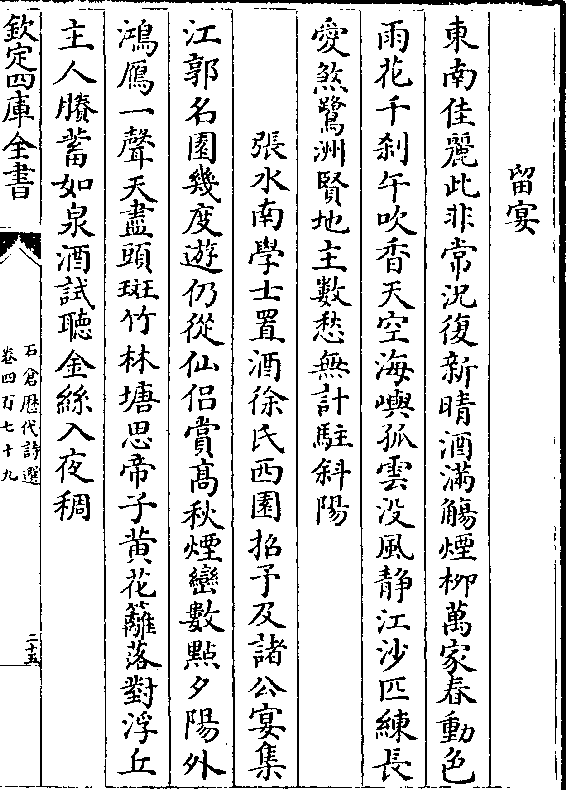 留宴
東南佳麗此非常況復新晴酒滿觴煙柳萬家春動色
雨花千刹午吹香天空海嶼孤雲没風静江沙匹練長
愛煞鷺洲賢地主數愁無計駐斜陽
張水南學士置酒徐氏西園招予及諸公宴集
江郭名園幾度遊仍從仙侣賞髙秋煙巒數點夕陽外
鴻鴈一聲天盡頭斑竹林塘思帝子黄花籬落對浮丘
主人賸蓄如泉酒試聽金絲入夜稠
欽定四庫全書
石倉歴代詩選
卷四百七十九
二十五